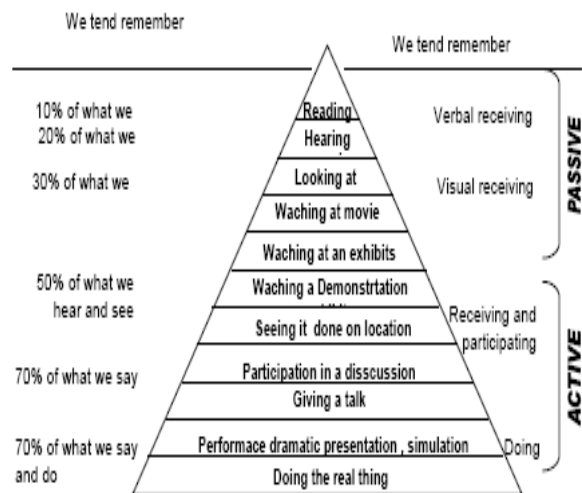 We tend remember
We tend remember
10% of what we
Reading
Verbal receiving
20% of what we
Hearing
30% of what we
Looking at
Visual receiving
Waching at movie
Waching at an exhibits
PASSIVE
50% of what we
hear and see
Waching a Demonstrtation
Seeing it done on location
Receiving and
participating
70% of what we say
Participation in a disscussion
Giving a talk
ACTIVE
70% of what we say
and do
Performace dramatic presentation , simulation
Doing
Doing the real thing